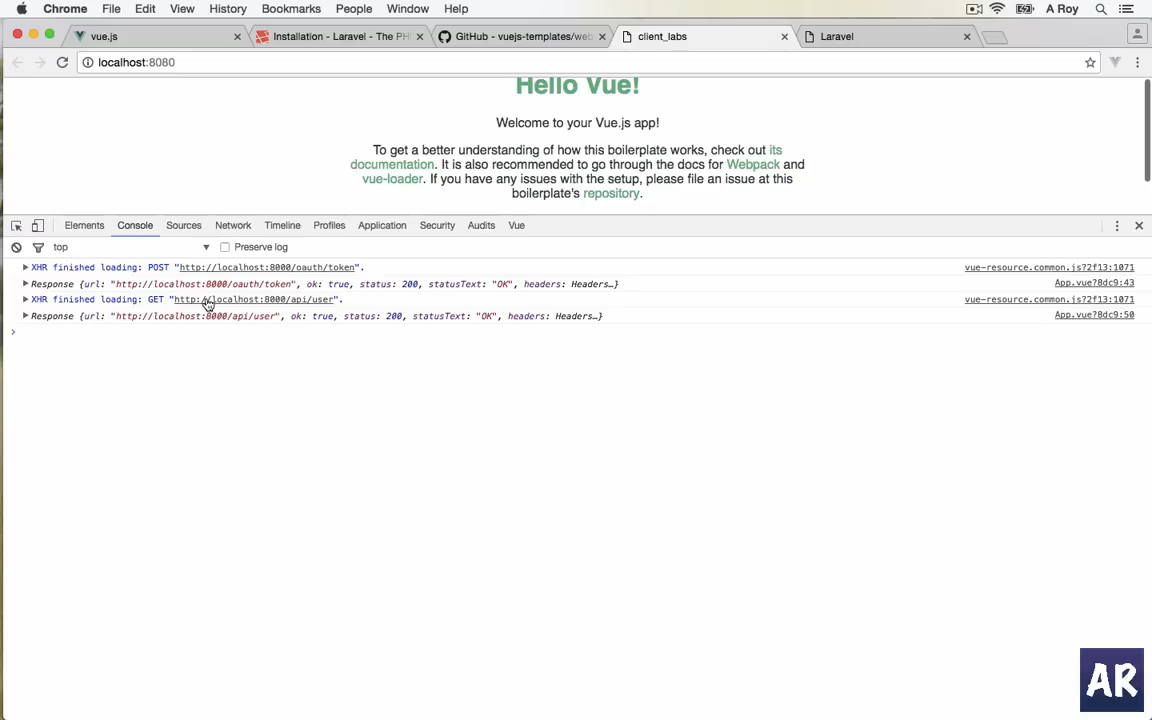 Chrome File Edit View History Bookmarks People Window Help A Roy
vue.js Installation - Laravel - The PH GitHub - vuejs-templates/web client_labs Laravel
localhost:8080
Hello Vue!
Welcome to your Vue.js app!
To get a better understanding of how this boilerplate works, check out its
documentation. It is also recommended to go through the docs for Webpack and
vue-loader. If you have any issues with the setup, please file an issue at this
boilerplate's repository.
Elements Console Sources Network Timeline Profiles Application Security Audits Vue
top Preserve log
XHR finished loading: POST "http://localhost:8000/oauth/token". vue-resource.common.js?2f13:1071
Response {url: "http://localhost:8000/oauth/token", ok: true, status: 200, statusText: "OK", headers: Headers…} App.vue?8dc9:43
XHR finished loading: GET "http://localhost:8000/api/user". vue-resource.common.js?2f13:1071
Response {url: "http://localhost:8000/api/user", ok: true, status: 200, statusText: "OK", headers: Headers…} App.vue?8dc9:50
AR